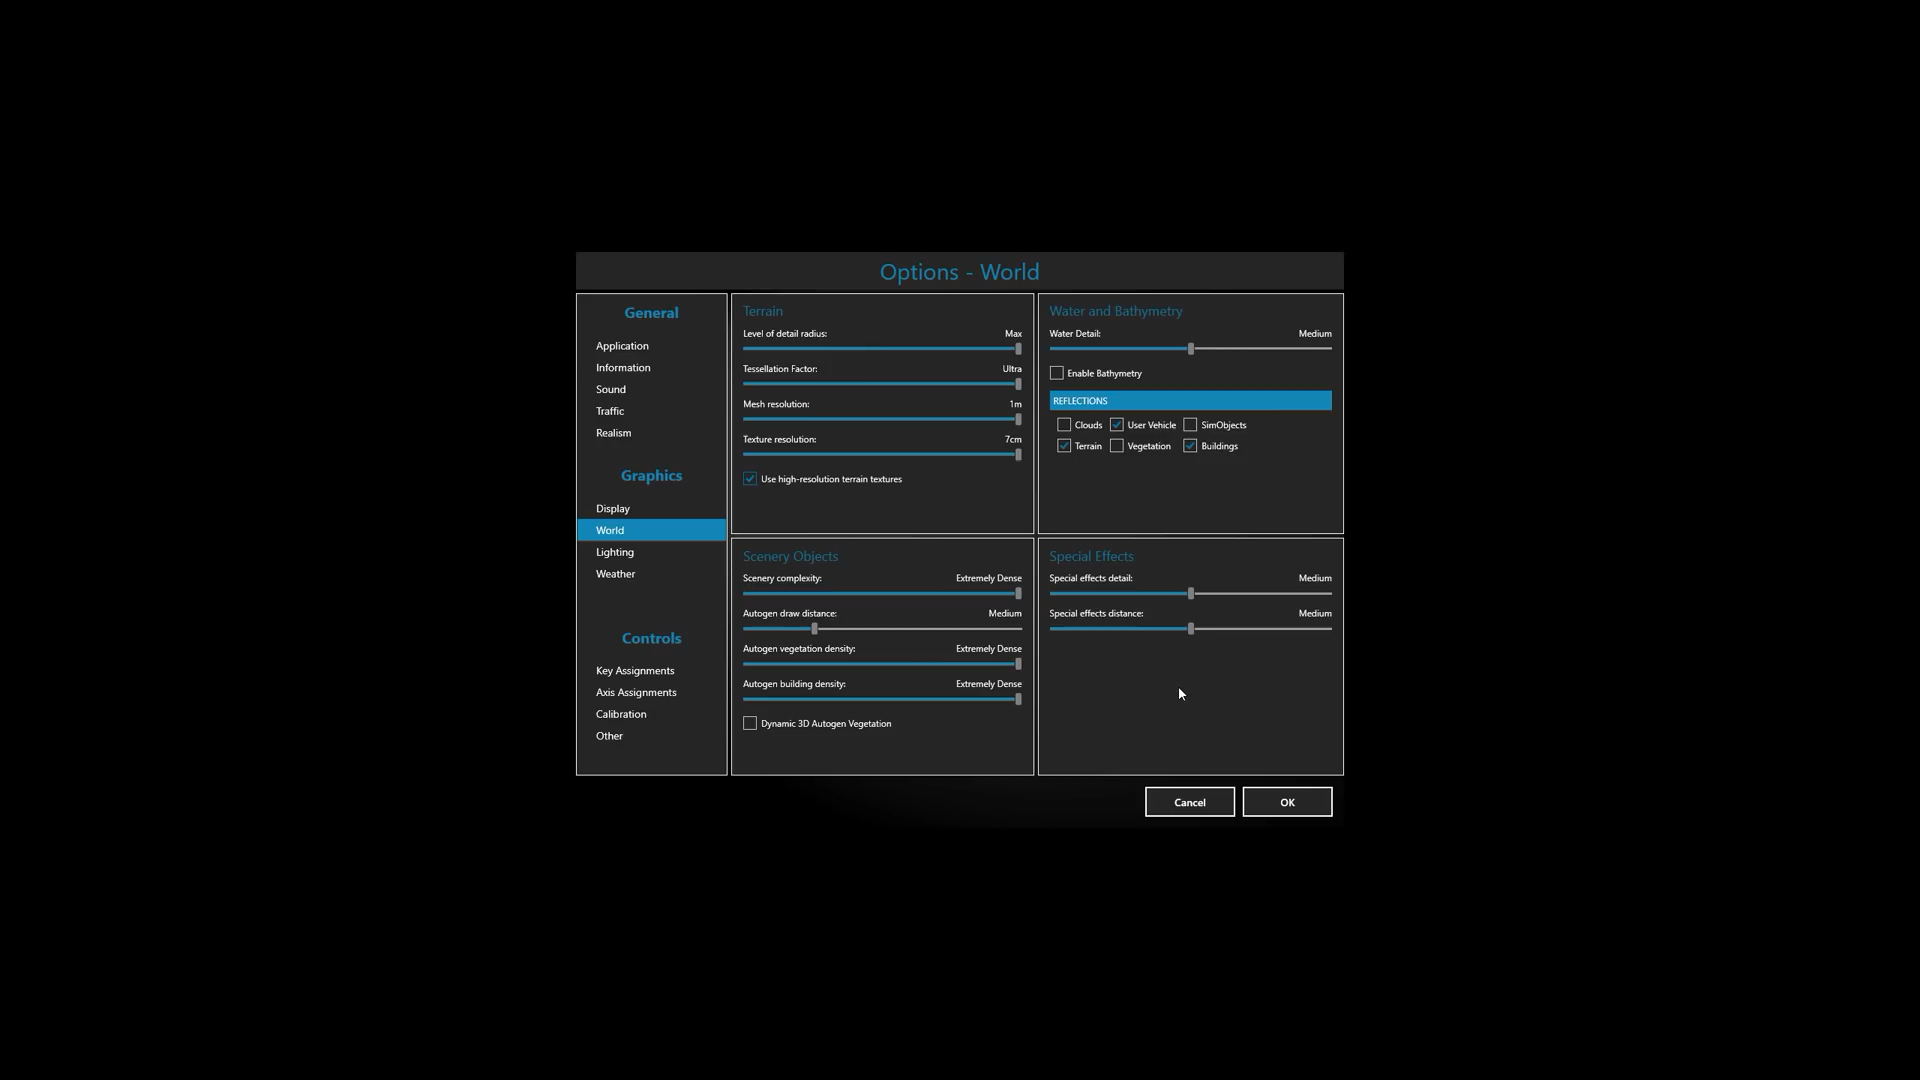 Options - World
General
Application
Information
Sound
Traffic
Realism
Graphics
Display
World
Lighting
Weather
Controls
Key Assignments
Axis Assignments
Calibration
Other
Terrain
Level of detail radius: Max
Tessellation Factor: Ultra
Mesh resolution: 1m
Texture resolution: 7cm
Use high-resolution terrain textures
Water and Bathymetry
Water Detail: Medium
Enable Bathymetry
REFLECTIONS
Clouds User Vehicle SimObjects
Terrain Vegetation Buildings
Scenery Objects
Scenery complexity: Extremely Dense
Autogen draw distance: Medium
Autogen vegetation density: Extremely Dense
Autogen building density: Extremely Dense
Dynamic 3D Autogen Vegetation
Special Effects
Special effects detail: Medium
Special effects distance: Medium
Cancel OK